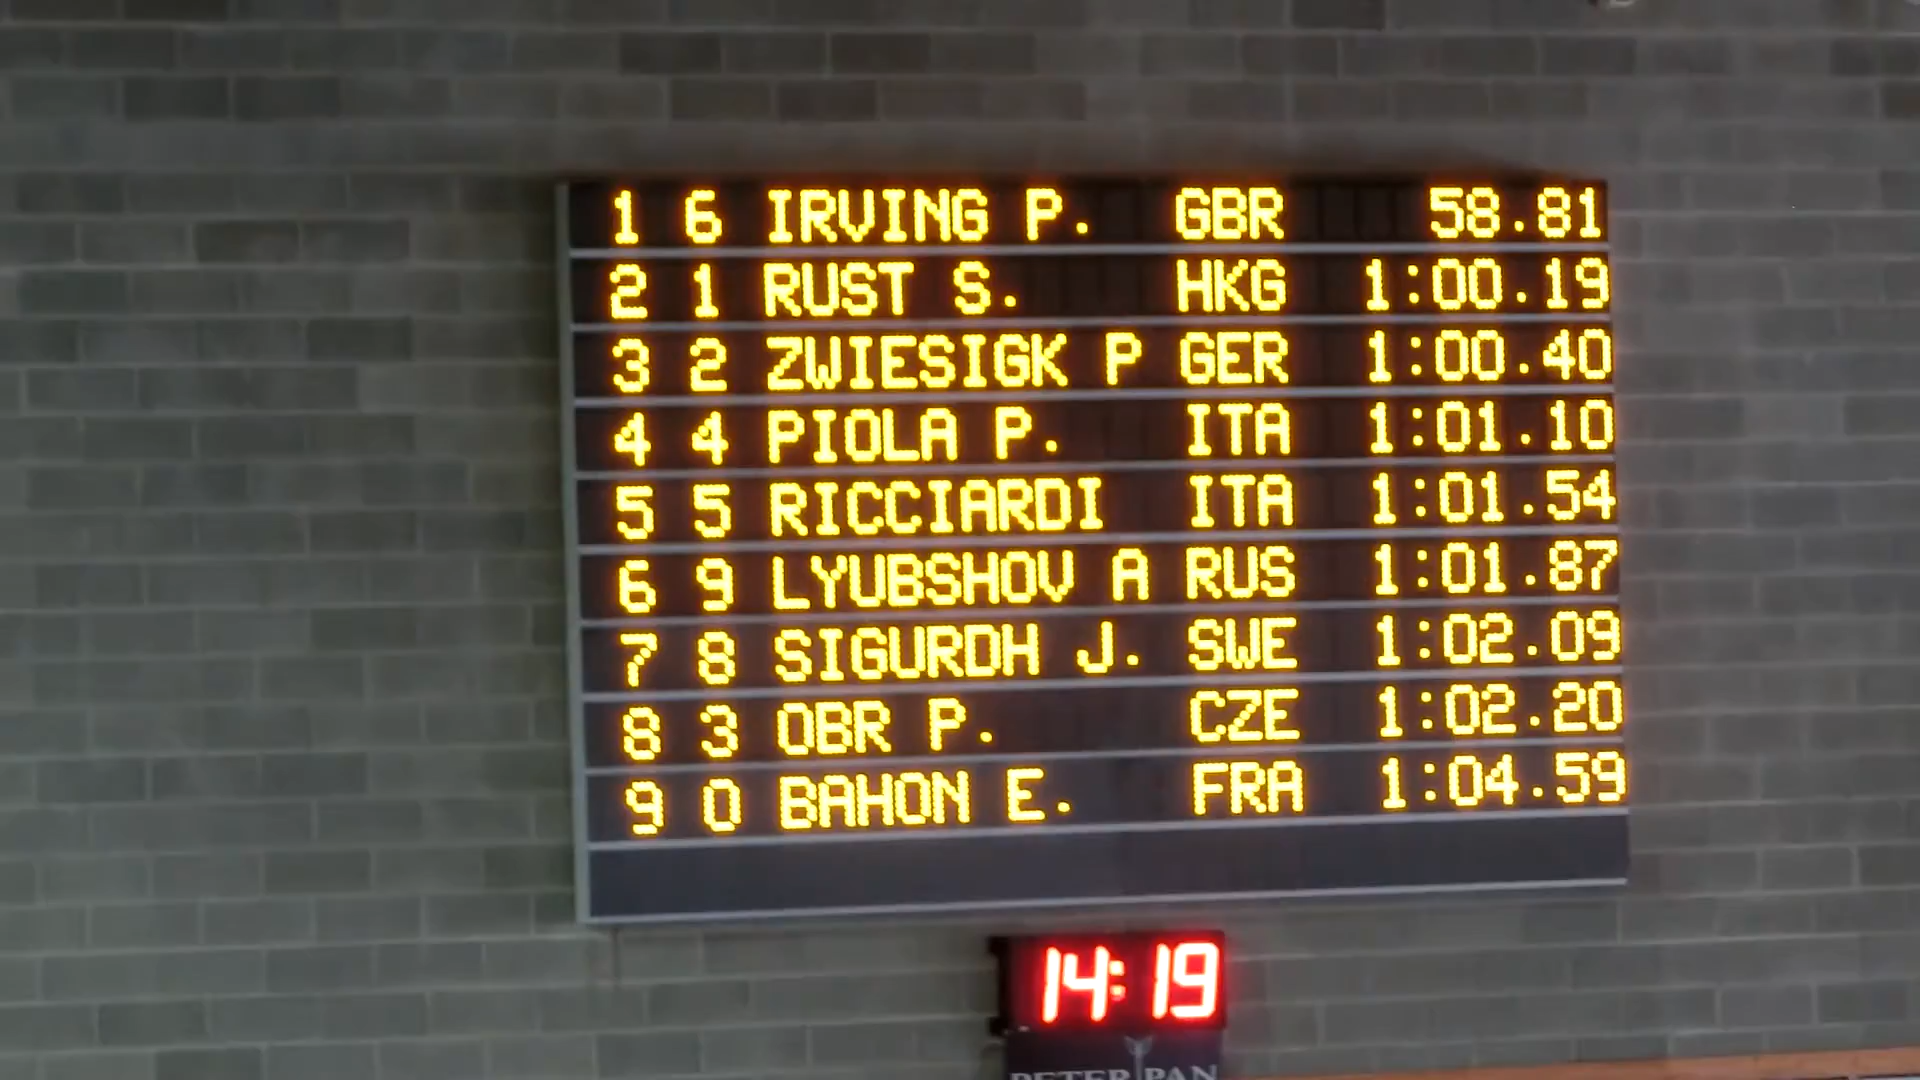 1 6 IRVING P. GBR 58.81
2 1 RUST S. HKG 1:00.19
3 2 ZWIESIGK P GER 1:00.40
4 4 PIOLA P. ITA 1:01.10
5 5 RICCIARDI ITA 1:01.54
6 9 LYUBSHOV A RUS 1:01.87
7 8 SIGURDH J. SWE 1:02.09
8 3 OBR P. CZE 1:02.20
9 0 BAHON E. FRA 1:04.59
14:19
PETER PAN